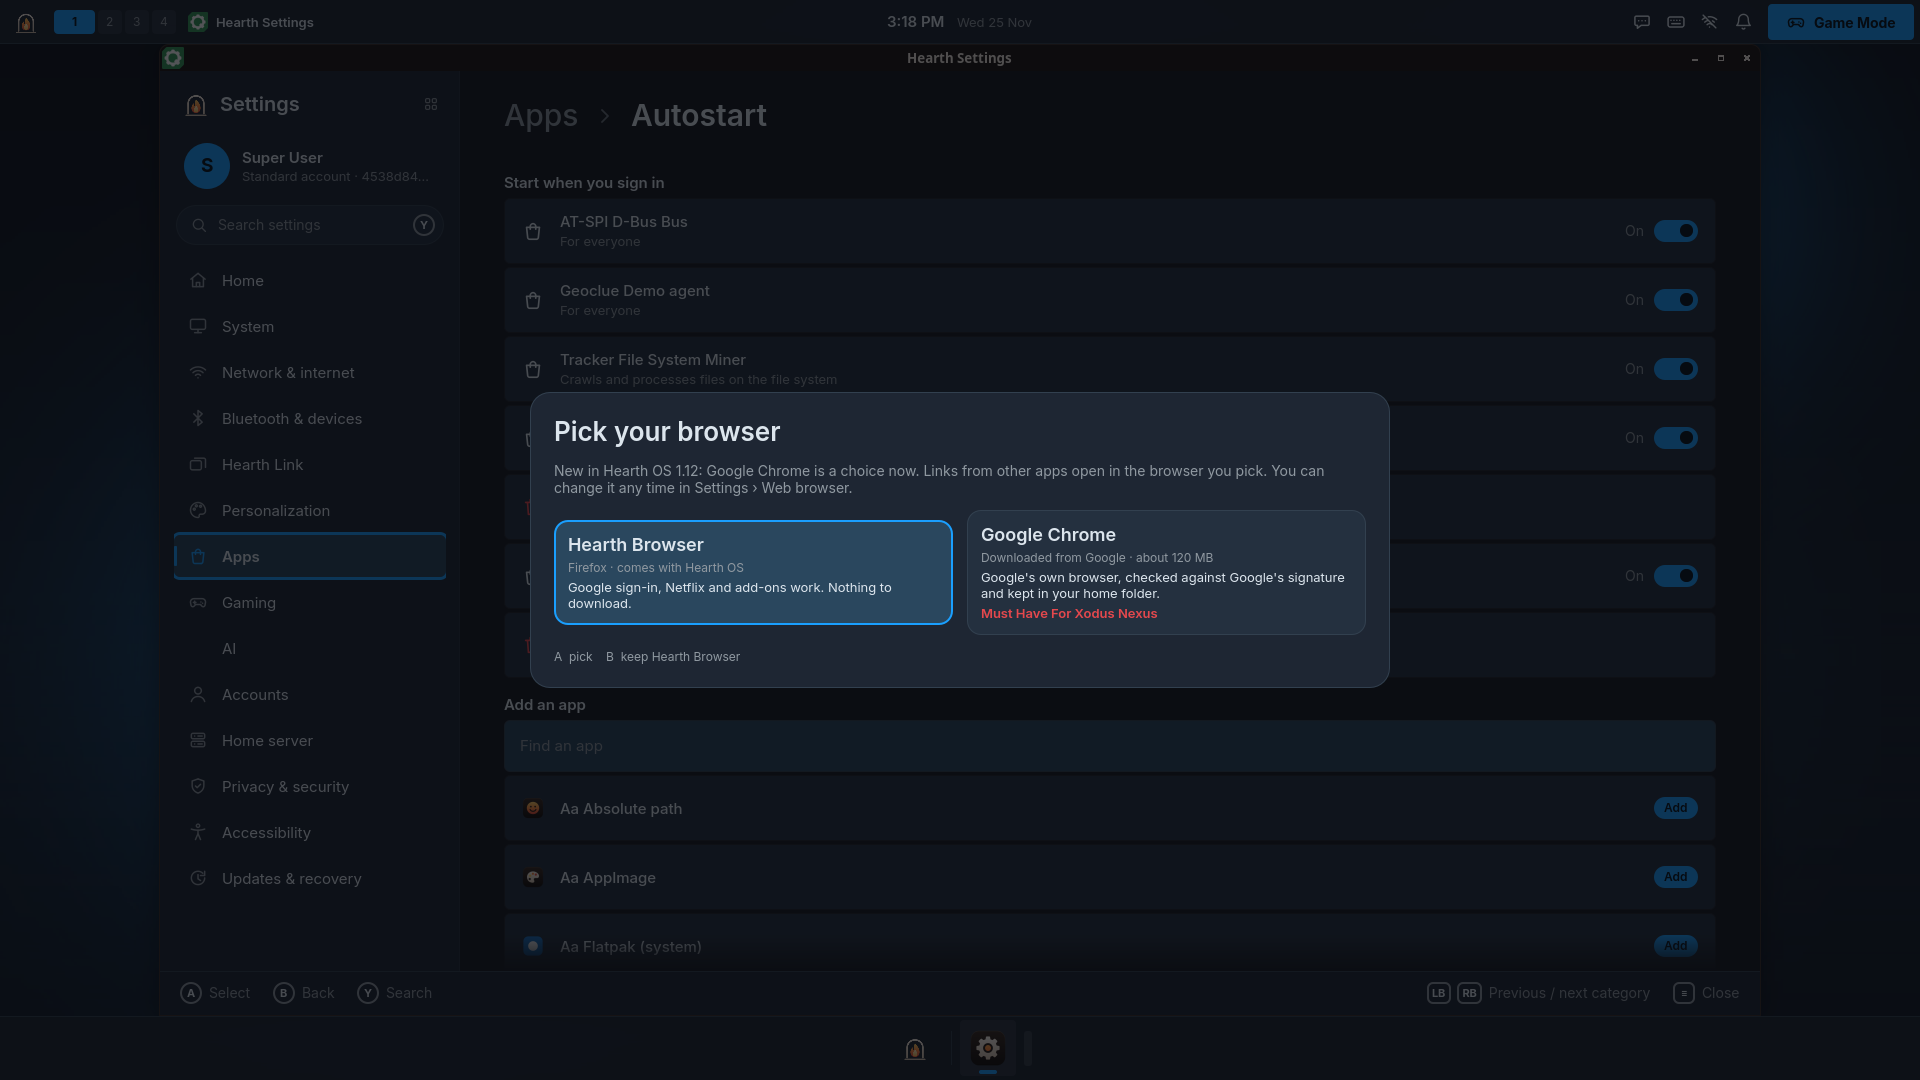 1 2 3 4 Hearth Settings
3:18 PM Wed 25 Nov
Game Mode
Hearth Settings
Settings
S
Super User
Standard account · 4538d84...
Search settings
Y
Home
System
Network & internet
Bluetooth & devices
Hearth Link
Personalization
Apps
Gaming
AI
Accounts
Home server
Privacy & security
Accessibility
Updates & recovery
Apps › Autostart
Start when you sign in
AT-SPI D-Bus Bus
For everyone
On
Geoclue Demo agent
For everyone
On
Tracker File System Miner
Crawls and processes files on the file system
On
On
On
Pick your browser
New in Hearth OS 1.12: Google Chrome is a choice now. Links from other apps open in the browser you pick. You can
change it any time in Settings › Web browser.
Hearth Browser
Firefox · comes with Hearth OS
Google sign-in, Netflix and add-ons work. Nothing to
download.
Google Chrome
Downloaded from Google · about 120 MB
Google's own browser, checked against Google's signature
and kept in your home folder.
Must Have For Xodus Nexus
A pick B keep Hearth Browser
Add an app
Find an app
Aa Absolute path
Add
Aa AppImage
Add
Aa Flatpak (system)
Add
A Select B Back Y Search
LB RB Previous / next category ≡ Close